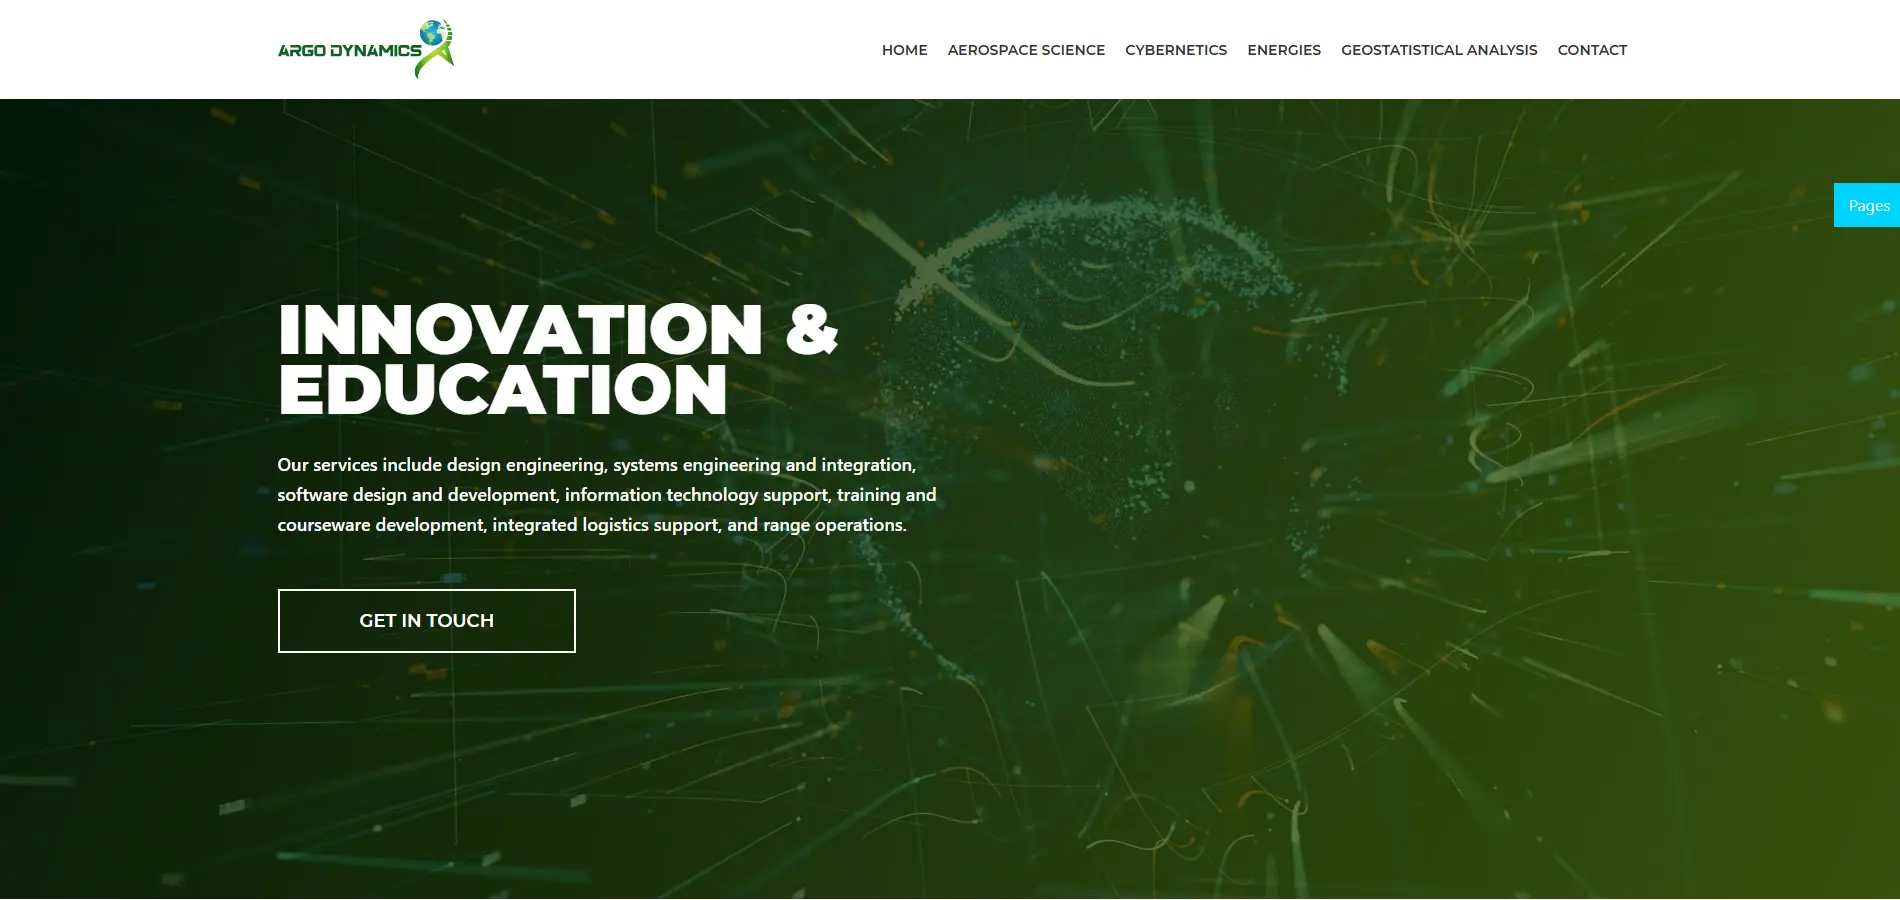 ARGO DYNAMICS
HOME AEROSPACE SCIENCE CYBERNETICS ENERGIES GEOSTATISTICAL ANALYSIS CONTACT
Pages
INNOVATION &
EDUCATION
Our services include design engineering, systems engineering and integration,
software design and development, information technology support, training and
courseware development, integrated logistics support, and range operations.
GET IN TOUCH